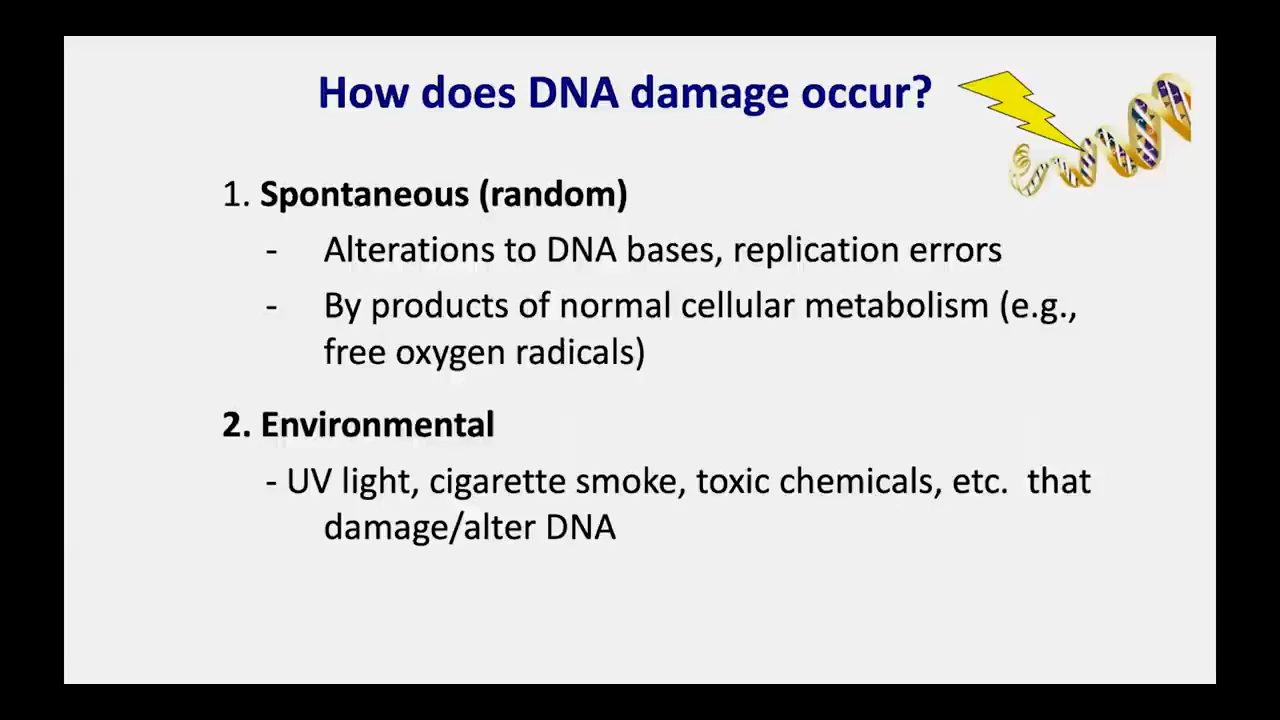 How does DNA damage occur?
1. Spontaneous (random)
- Alterations to DNA bases, replication errors
- By products of normal cellular metabolism (e.g.,
free oxygen radicals)
2. Environmental
- UV light, cigarette smoke, toxic chemicals, etc.  that
damage/alter DNA